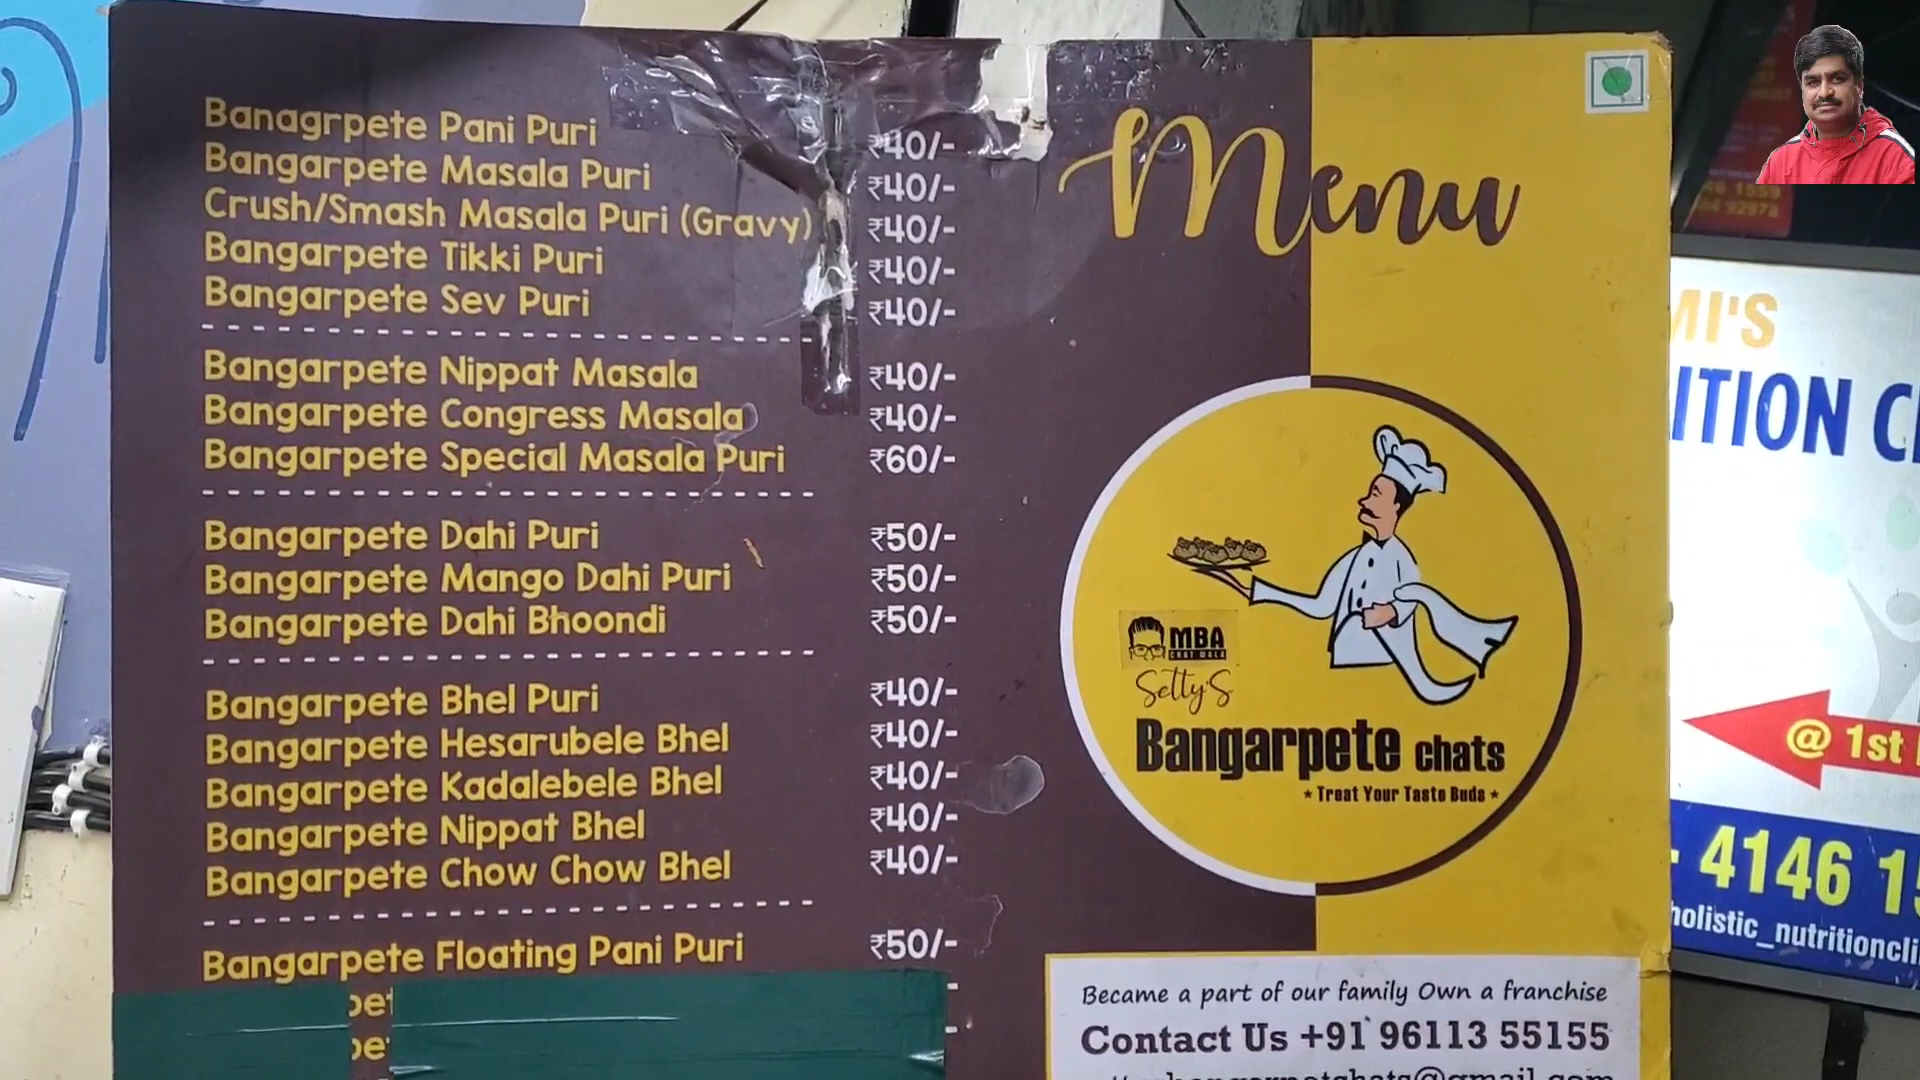 Banagrpete Pani Puri ₹40/-
Bangarpete Masala Puri ₹40/-
Crush/Smash Masala Puri (Gravy) ₹40/-
Bangarpete Tikki Puri ₹40/-
Bangarpete Sev Puri ₹40/-
Bangarpete Nippat Masala ₹40/-
Bangarpete Congress Masala ₹40/-
Bangarpete Special Masala Puri ₹60/-
Bangarpete Dahi Puri ₹50/-
Bangarpete Mango Dahi Puri ₹50/-
Bangarpete Dahi Bhoondi ₹50/-
Bangarpete Bhel Puri ₹40/-
Bangarpete Hesarubele Bhel ₹40/-
Bangarpete Kadalebele Bhel ₹40/-
Bangarpete Nippat Bhel ₹40/-
Bangarpete Chow Chow Bhel ₹40/-
Bangarpete Floating Pani Puri ₹50/-
Menu
MBA
CHAT WALA
Setty'S
Bangarpete chats
* Treat Your Taste Buds *
Became a part of our family Own a franchise
Contact Us +91 96113 55155
MI'S
ITION C
@ 1st
- 4146 1
holistic_nutritioncli